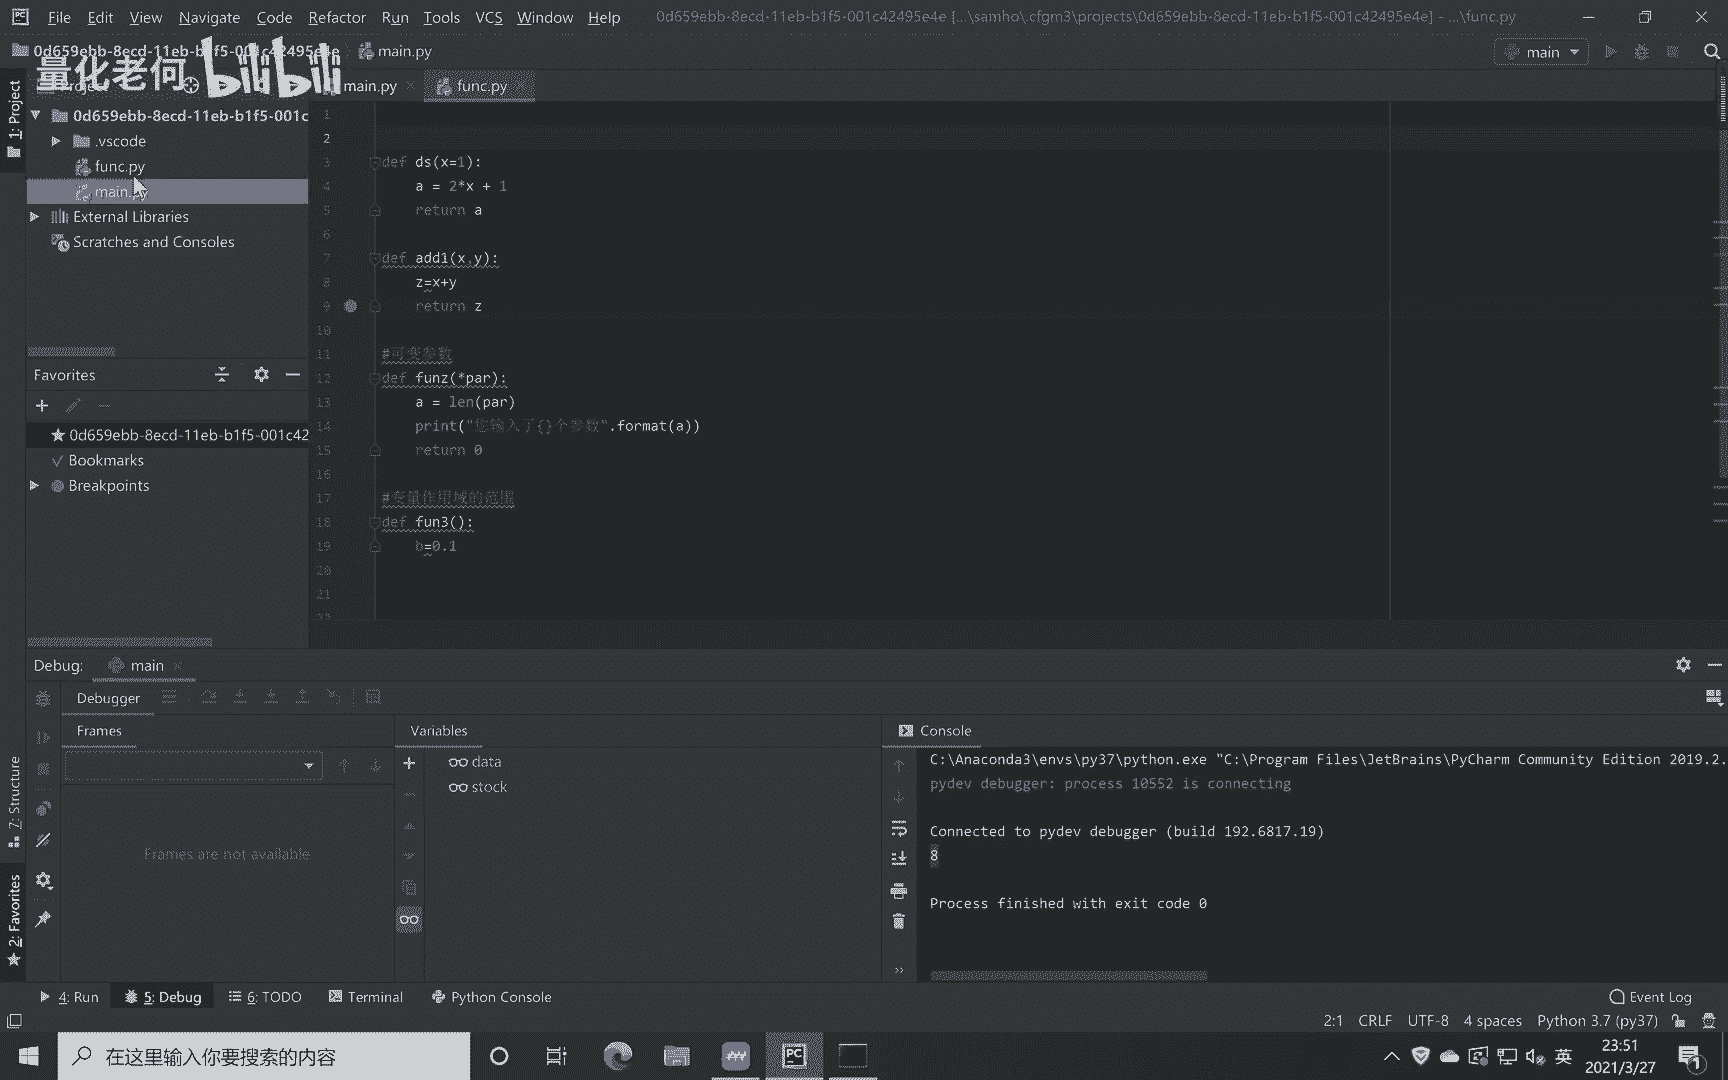 File Edit View Navigate Code Refactor Run Tools VCS Window Help 0d659ebb-8ecd-11eb-b1f5-001c42495e4e [...\samho\.cfgm3\projects\0d659ebb-8ecd-11eb-b1f5-001c42495e4e] - ...\func.py
0d659ebb-8ecd-11eb-b1f5-001c42495e4e main.py main
量化老何 bilibili
Project main.py func.py
1: Project
0d659ebb-8ecd-11eb-b1f5-001c
.vscode
func.py
main.py
External Libraries
Scratches and Consoles
1
2
3 def ds(x=1):
4 a = 2*x + 1
5 return a
6
7 def add1(x,y):
8 z=x+y
9 return z
10
11 #可变参数
12 def funz(*par):
13 a = len(par)
14 print("您输入了{}个参数".format(a))
15 return 0
16
17 #变量作用域的范围
18 def fun3():
19 b=0.1
20
21
22
Favorites
0d659ebb-8ecd-11eb-b1f5-001c42
Bookmarks
Breakpoints
Debug: main
Debugger
Frames Variables Console
Frames are not available
data
stock
C:\Anaconda3\envs\py37\python.exe "C:\Program Files\JetBrains\PyCharm Community Edition 2019.2.
pydev debugger: process 10552 is connecting
Connected to pydev debugger (build 192.6817.19)
8
Process finished with exit code 0
7: Structure
2: Favorites
4: Run 5: Debug 6: TODO Terminal Python Console Event Log
2:1 CRLF UTF-8 4 spaces Python 3.7 (py37)
在这里输入你要搜索的内容
英
23:51
2021/3/27
1